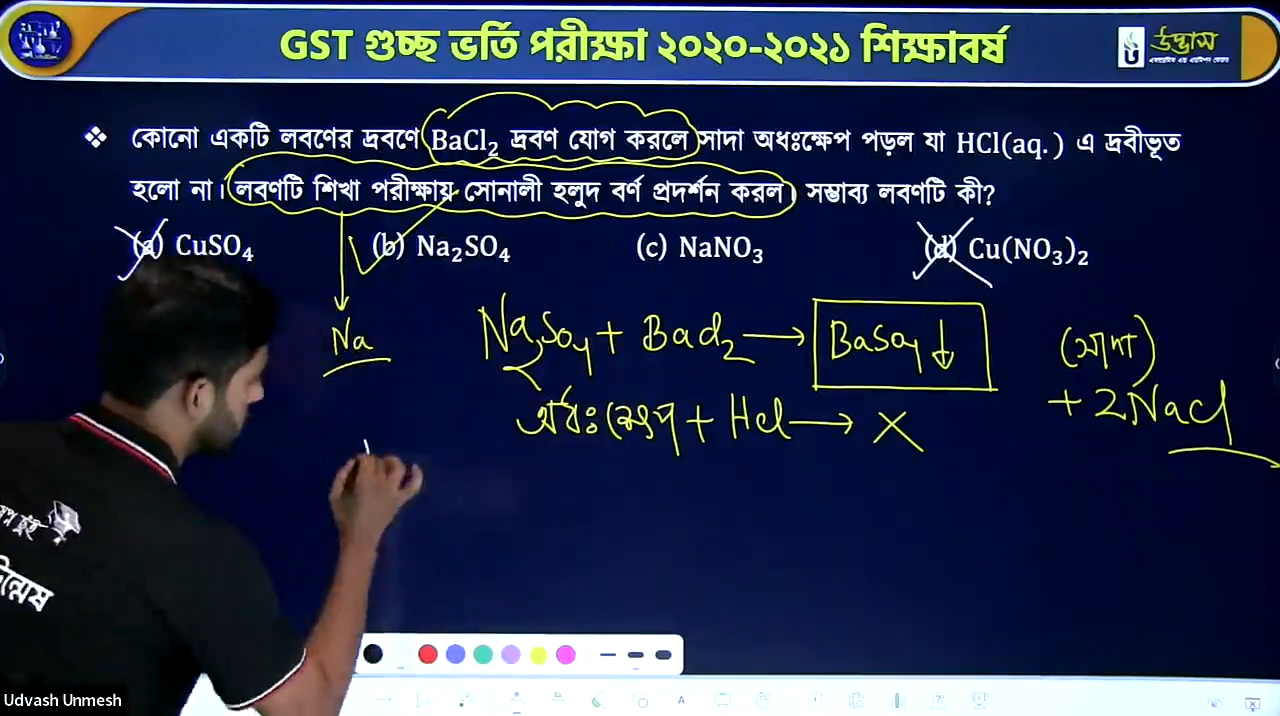 GST গুচ্ছ ভর্তি পরীক্ষা ২০২০-২০২১ শিক্ষাবর্ষ
উদ্ভাস
❖ কোনো একটি লবণের দ্রবণে BaCl₂ দ্রবণ যোগ করলে সাদা অধঃক্ষেপ পড়ল যা HCl(aq.) এ দ্রবীভূত
হলো না। লবণটি শিখা পরীক্ষায় সোনালী হলুদ বর্ণ প্রদর্শন করল। সম্ভাব্য লবণটি কী?
(a) CuSO₄ (b) Na₂SO₄ (c) NaNO₃ (d) Cu(NO₃)₂
Na
Na₂SO₄ + BaCl₂ → BaSO₄ ↓ (সাদা)
+ 2NaCl
অধঃক্ষেপ + HCl → X
উন্মেষ
Udvash Unmesh